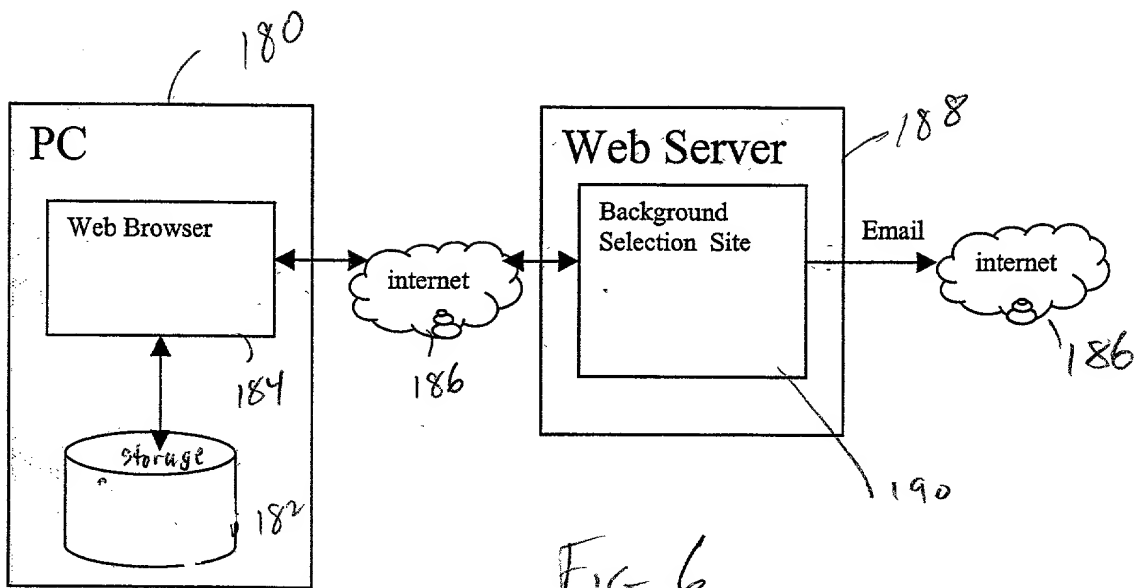 180
PC
Web Browser
184
storage
182
internet
186
Web Server
188
Background
Selection Site
190
Email
internet
186
FIG 6